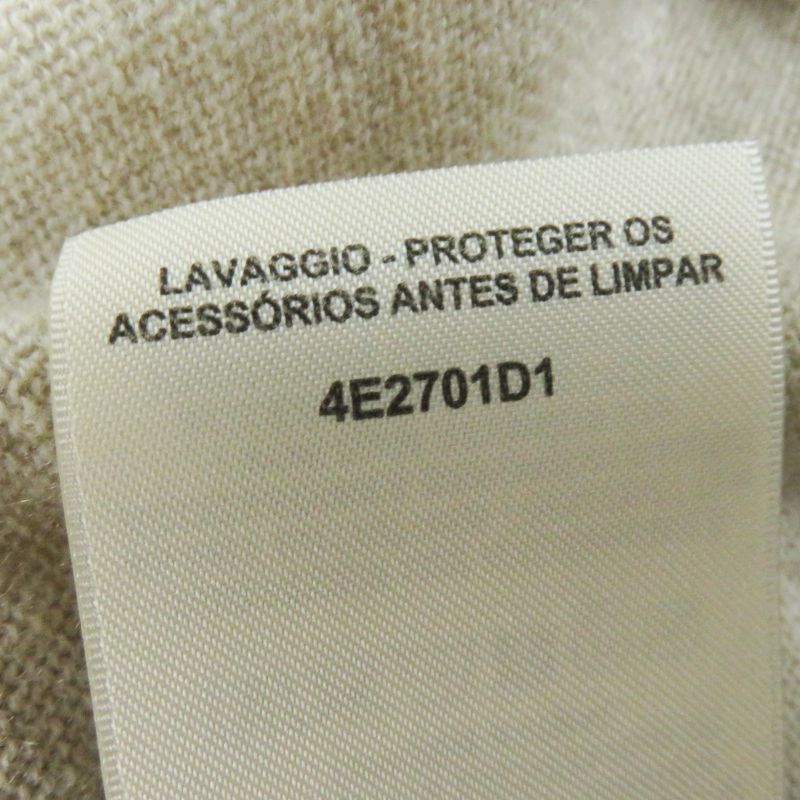 LAVAGGIO - PROTEGER OS
ACESSÓRIOS ANTES DE LIMPAR
4E2701D1